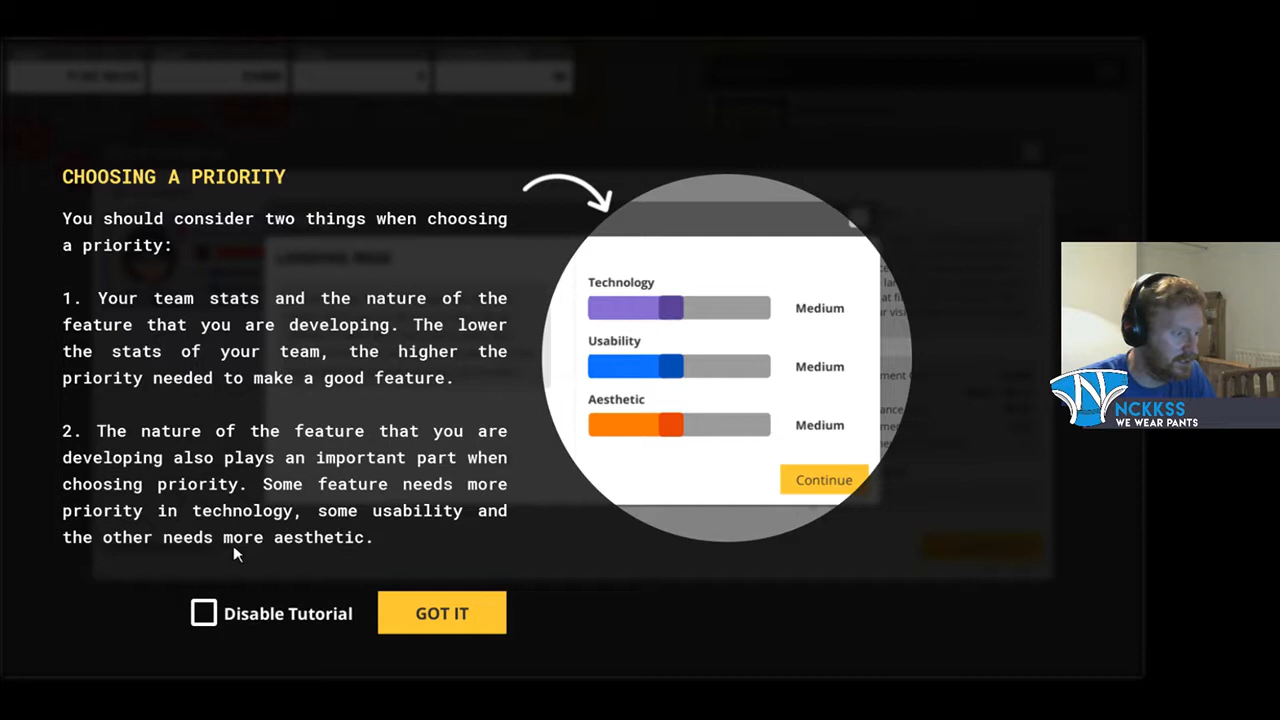 CHOOSING A PRIORITY
You should consider two things when choosing
a priority:
1. Your team stats and the nature of the
feature that you are developing. The lower
the stats of your team, the higher the
priority needed to make a good feature.
2. The nature of the feature that you are
developing also plays an important part when
choosing priority. Some feature needs more
priority in technology, some usability and
the other needs more aesthetic.
Disable Tutorial
GOT IT
Technology
Medium
Usability
Medium
Aesthetic
Medium
Continue
NCKKSS
WE WEAR PANTS